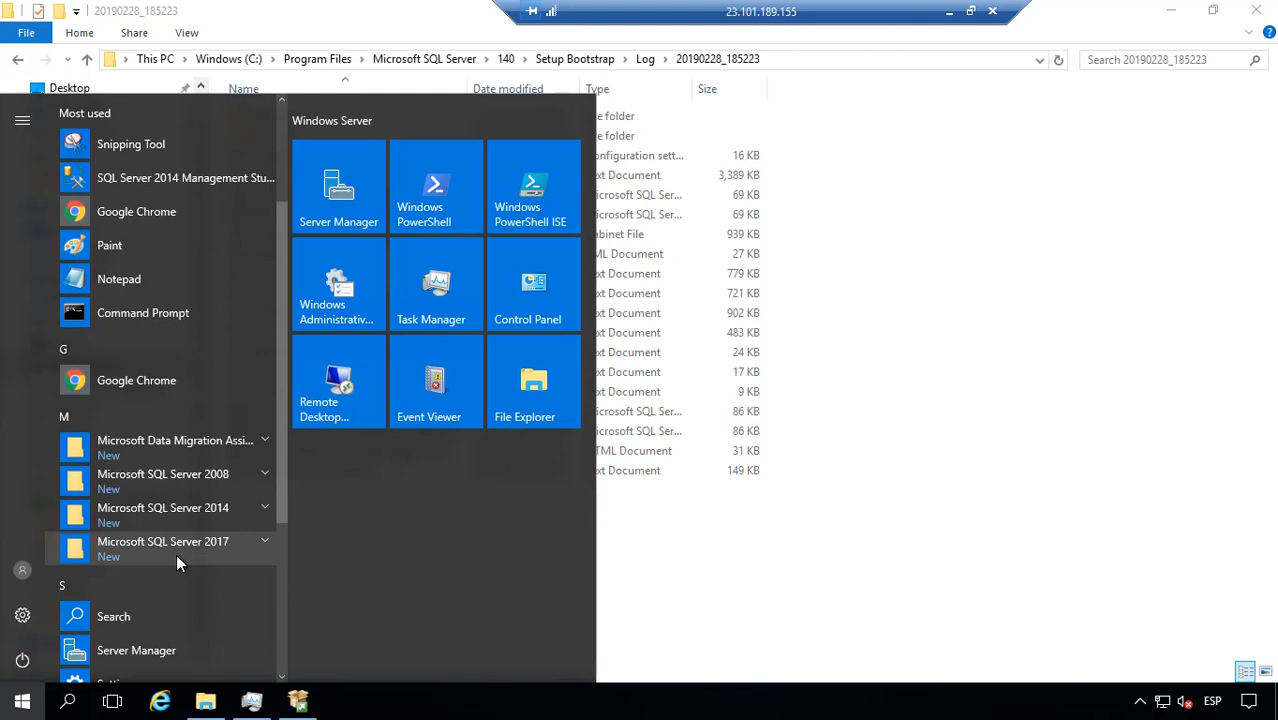 20190228_185223
23.101.189.155
File
Home
Share
View
This PC
Windows (C:)
Program Files
Microsoft SQL Server
140
Setup Bootstrap
Log
20190228_185223
Search 20190228_185223
Desktop
Name
Date modified
Type
Size
Most used
Snipping Tool
SQL Server 2014 Management Stu...
Google Chrome
Paint
Notepad
Command Prompt
G
Google Chrome
M
Microsoft Data Migration Assi...
New
Microsoft SQL Server 2008
New
Microsoft SQL Server 2014
New
Microsoft SQL Server 2017
New
S
Search
Server Manager
Windows Server
Server Manager
Windows
PowerShell
Windows
PowerShell ISE
Windows
Administrativ...
Task Manager
Control Panel
Remote
Desktop...
Event Viewer
File Explorer
le folder
le folder
onfiguration sett... 16 KB
xt Document 3,389 KB
icrosoft SQL Ser... 69 KB
icrosoft SQL Ser... 69 KB
abinet File 939 KB
ML Document 27 KB
xt Document 779 KB
xt Document 721 KB
xt Document 902 KB
xt Document 483 KB
xt Document 24 KB
xt Document 17 KB
xt Document 9 KB
icrosoft SQL Ser... 86 KB
icrosoft SQL Ser... 86 KB
HTML Document 31 KB
xt Document 149 KB
ESP